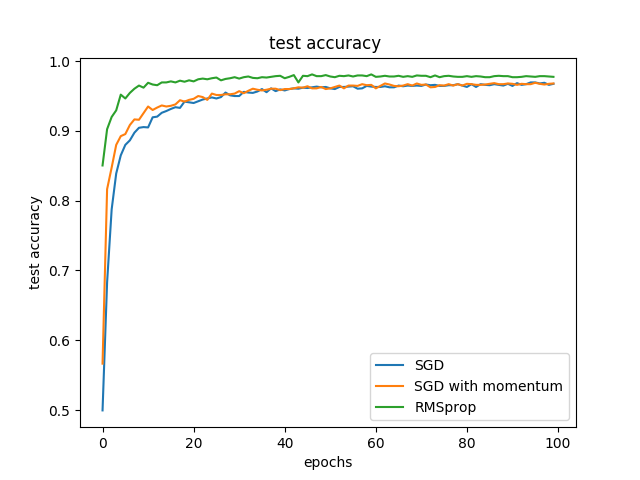 test accuracy
1.0
0.9
0.8
0.7
0.6
0.5
test accuracy
SGD
SGD with momentum
RMSprop
0 20 40 60 80 100
epochs